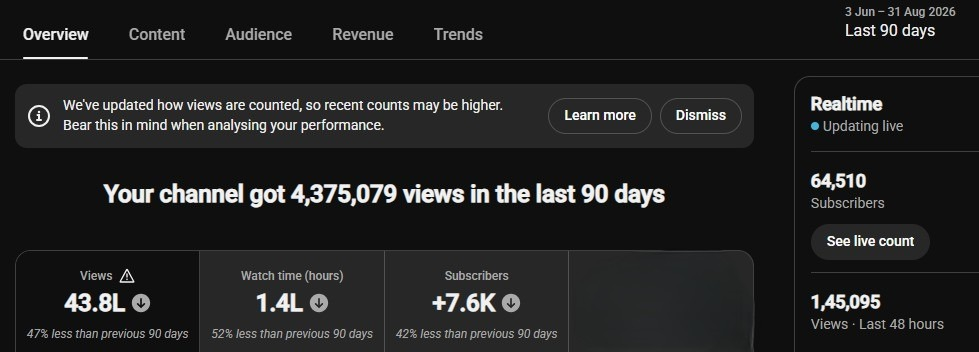 Overview Content Audience Revenue Trends
3 Jun – 31 Aug 2026
Last 90 days
We've updated how views are counted, so recent counts may be higher.
Bear this in mind when analysing your performance.
Learn more Dismiss
Your channel got 4,375,079 views in the last 90 days
Views
43.8L
47% less than previous 90 days
Watch time (hours)
1.4L
52% less than previous 90 days
Subscribers
+7.6K
42% less than previous 90 days
Realtime
Updating live
64,510
Subscribers
See live count
1,45,095
Views · Last 48 hours